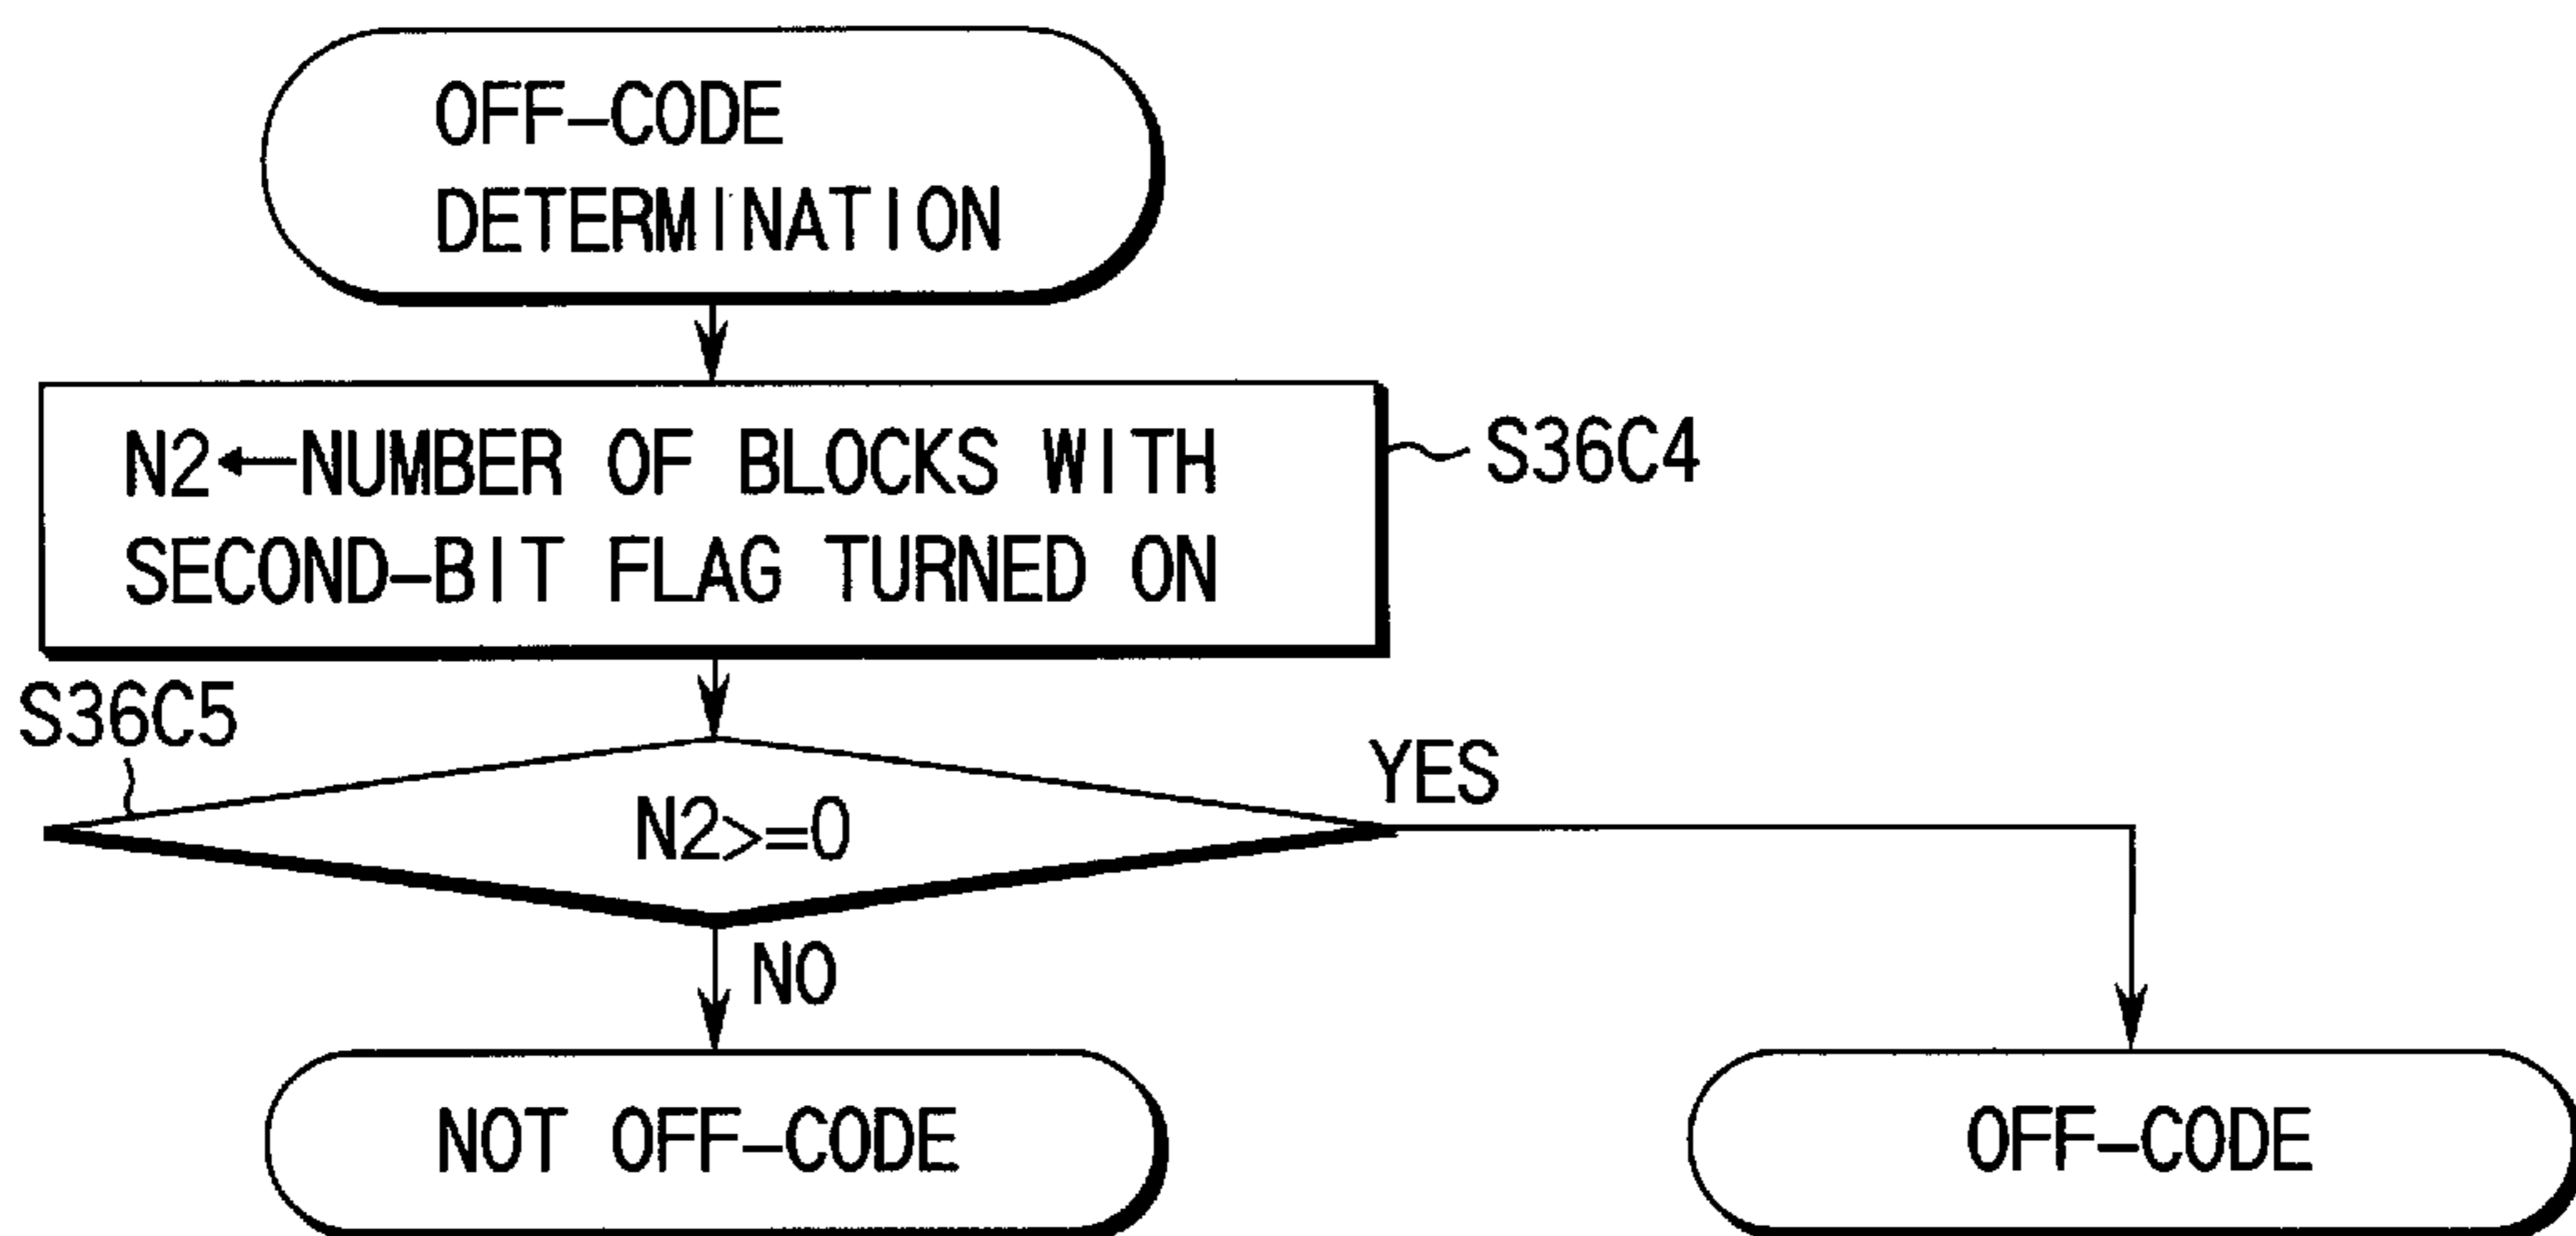 OFF-CODE
DETERMINATION
N2←NUMBER OF BLOCKS WITH
SECOND-BIT FLAG TURNED ON
S36C4
S36C5
N2>=0
YES
NO
NOT OFF-CODE
OFF-CODE